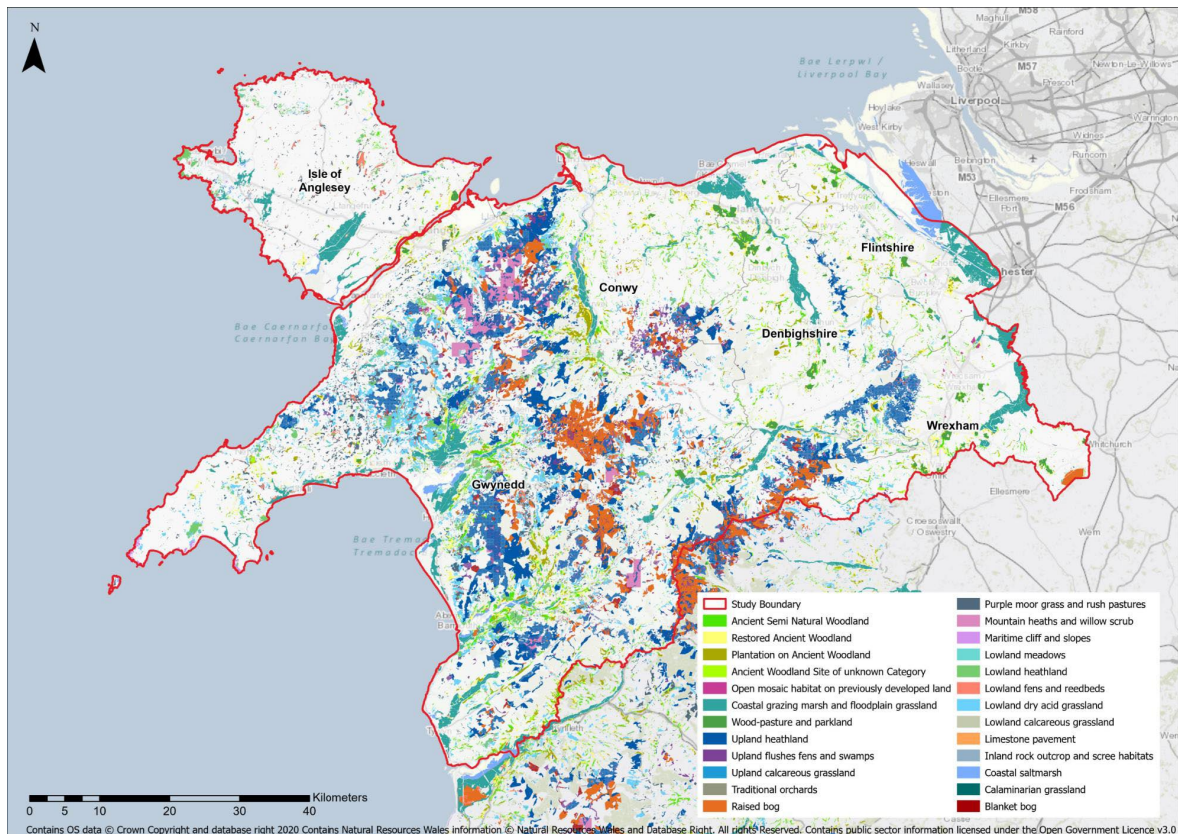 N
M58
Maghull
Rainford
Litherland
Kirkby
Bootle
M57
Newton-Le-Willows
Prescot
Wallasey
Liverpool
Warrington
Hoylake
West Kirby
Widnes
Runcorn
Bebington
M53
Heswall
Frodsham
Ellesmere
Port
M56
Bae Lerpwl /
Liverpool Bay
Isle of
Anglesey
Flintshire
Conwy
Denbighshire
Bae Caernarfon
Caernarfon Bay
Wrexham
Whitchurch
Gwynedd
Ellesmere
Wem
Croesoswallt
Oswestry
Study Boundary
Ancient Semi Natural Woodland
Restored Ancient Woodland
Plantation on Ancient Woodland
Ancient Woodland Site of unknown Category
Open mosaic habitat on previously developed land
Coastal grazing marsh and floodplain grassland
Wood-pasture and parkland
Upland heathland
Upland flushes fens and swamps
Upland calcareous grassland
Traditional orchards
Raised bog
Purple moor grass and rush pastures
Mountain heaths and willow scrub
Maritime cliff and slopes
Lowland meadows
Lowland heathland
Lowland fens and reedbeds
Lowland dry acid grassland
Lowland calcareous grassland
Limestone pavement
Inland rock outcrop and scree habitats
Coastal saltmarsh
Calaminarian grassland
Blanket bog
Kilometers
0 5 10 20 30 40
Contains OS data © Crown Copyright and database right 2020 Contains Natural Resources Wales information © Natural Resources Wales and Database Right. All rights Reserved. Contains public sector information licensed under the Open Government Licence v3.0